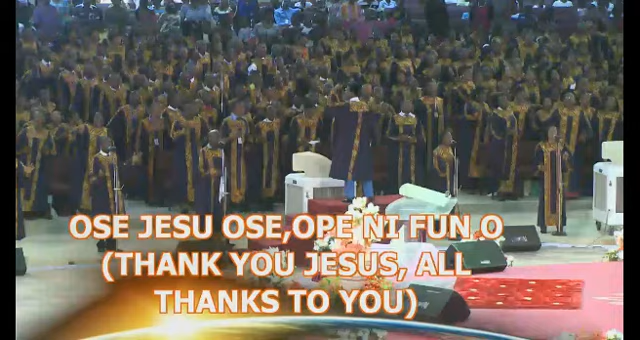 OSE JESU OSE,OPE NI FUN O
(THANK YOU JESUS, ALL
THANKS TO YOU)